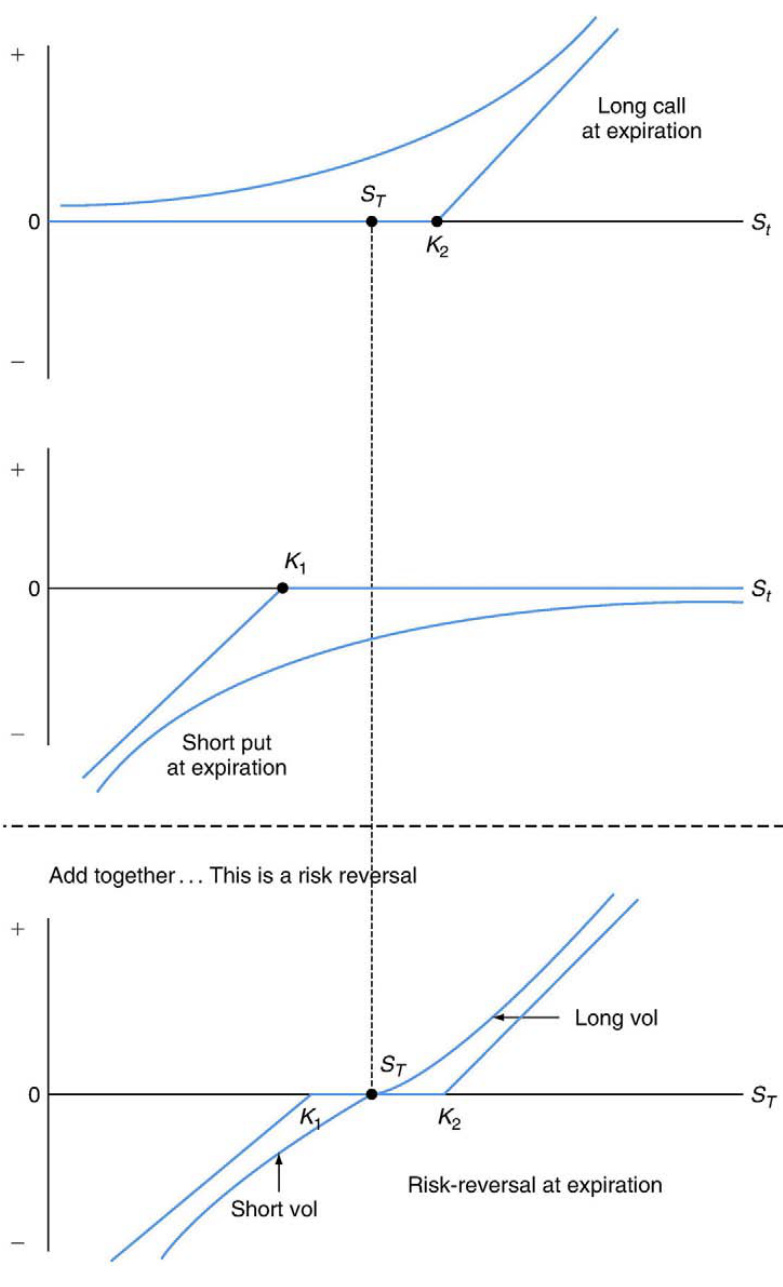 +
Long call
at expiration
S_T
0
S_t
K_2
–
+
K_1
0
S_t
–
Short put
at expiration
Add together... This is a risk reversal
+
Long vol
S_T
0
S_T
K_1
K_2
Risk-reversal at expiration
Short vol
–